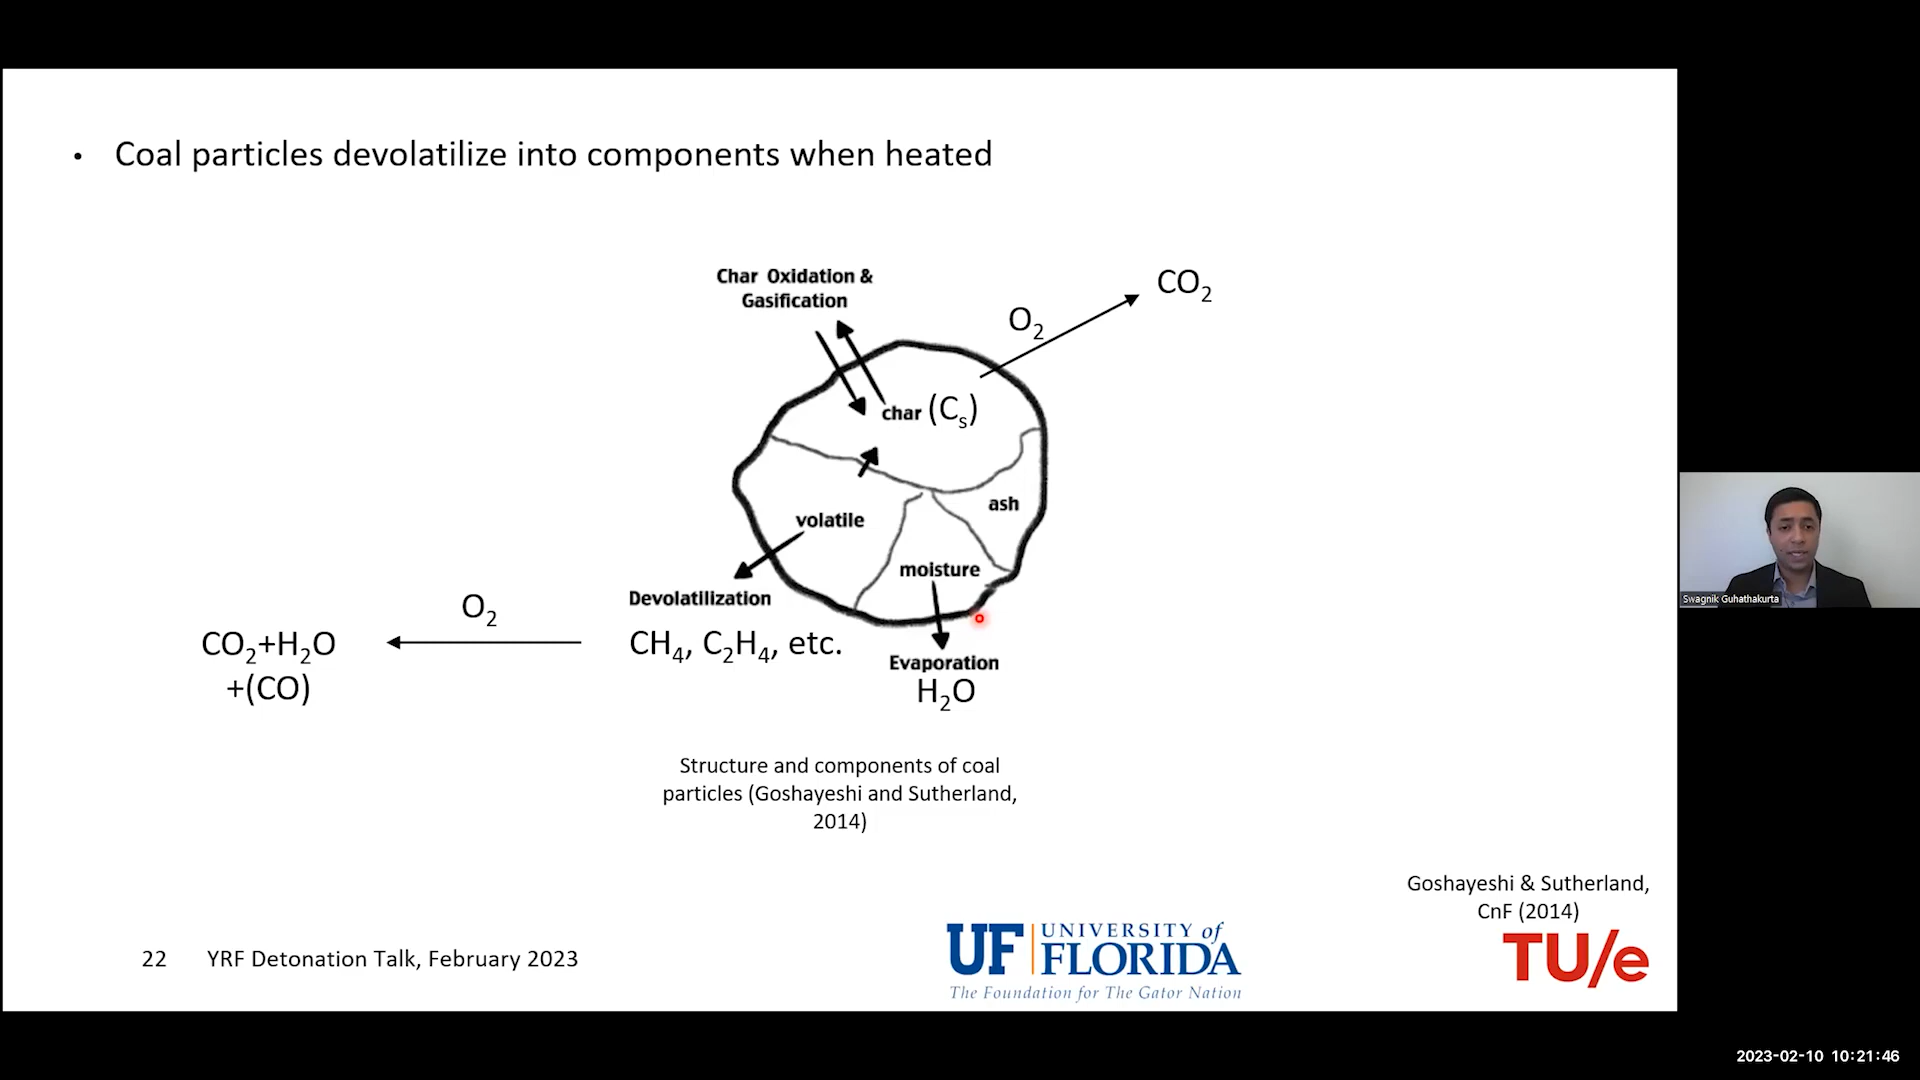 • Coal particles devolatilize into components when heated
Char Oxidation &
Gasification
O₂
CO₂
char (Cₛ)
volatile
ash
moisture
Devolatilization
CH₄, C₂H₄, etc.
O₂
CO₂+H₂O
+(CO)
Evaporation
H₂O
Structure and components of coal
particles (Goshayeshi and Sutherland,
2014)
Goshayeshi & Sutherland,
CnF (2014)
22 YRF Detonation Talk, February 2023
UF UNIVERSITY of
FLORIDA
The Foundation for The Gator Nation
TU/e
Swagnik Guhathakurta
2023-02-10 10:21:46